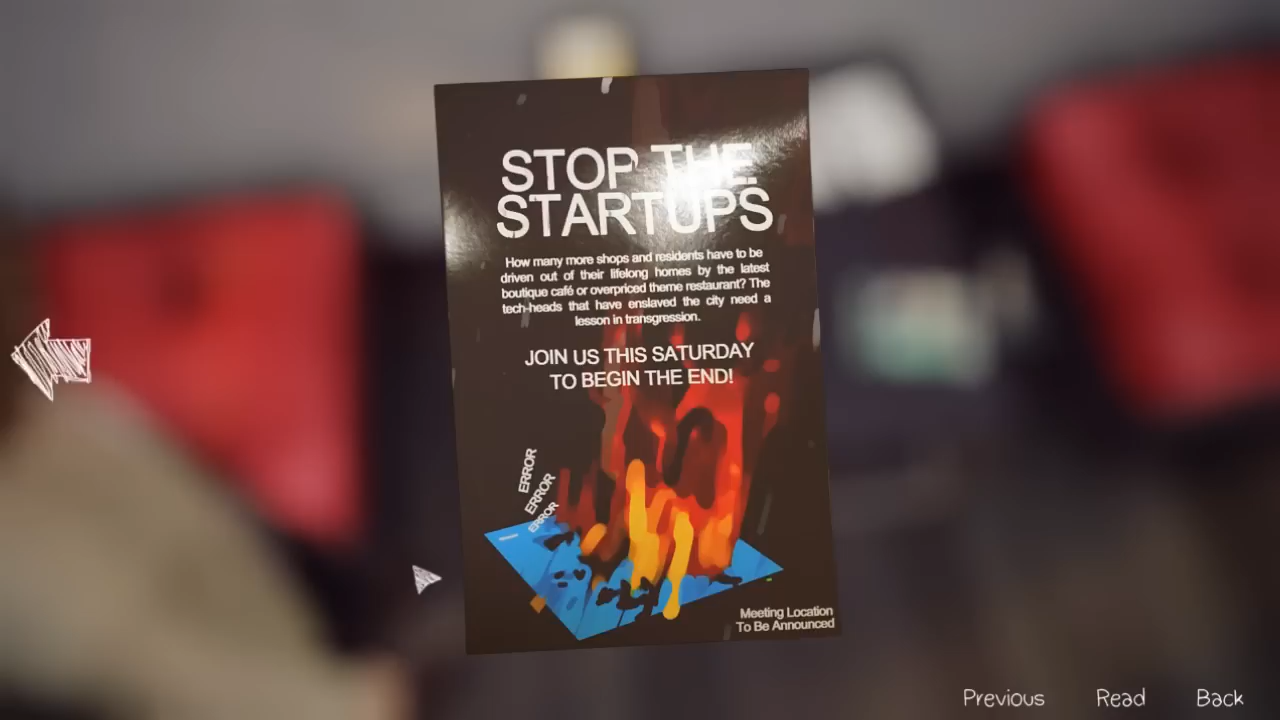 STOP THE
STARTUPS
How many more shops and residents have to be
driven out of their lifelong homes by the latest
boutique café or overpriced theme restaurant? The
tech-heads that have enslaved the city need a
lesson in transgression.
JOIN US THIS SATURDAY
TO BEGIN THE END!
ERROR
ERROR
ERROR
Meeting Location
To Be Announced
Previous Read Back